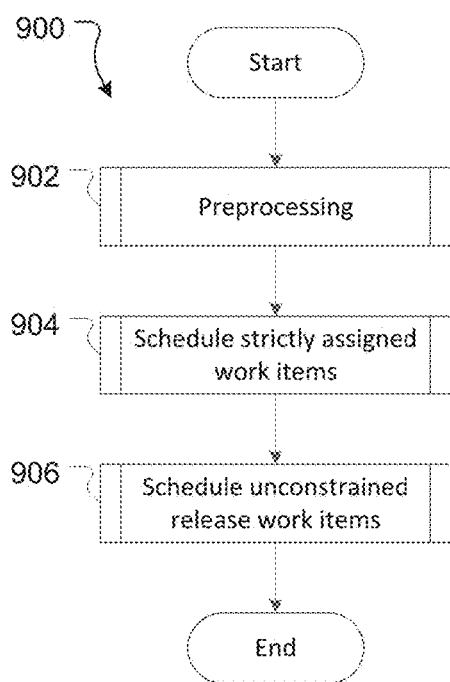 900
Start
902
Preprocessing
904
Schedule strictly assigned
work items
906
Schedule unconstrained
release work items
End